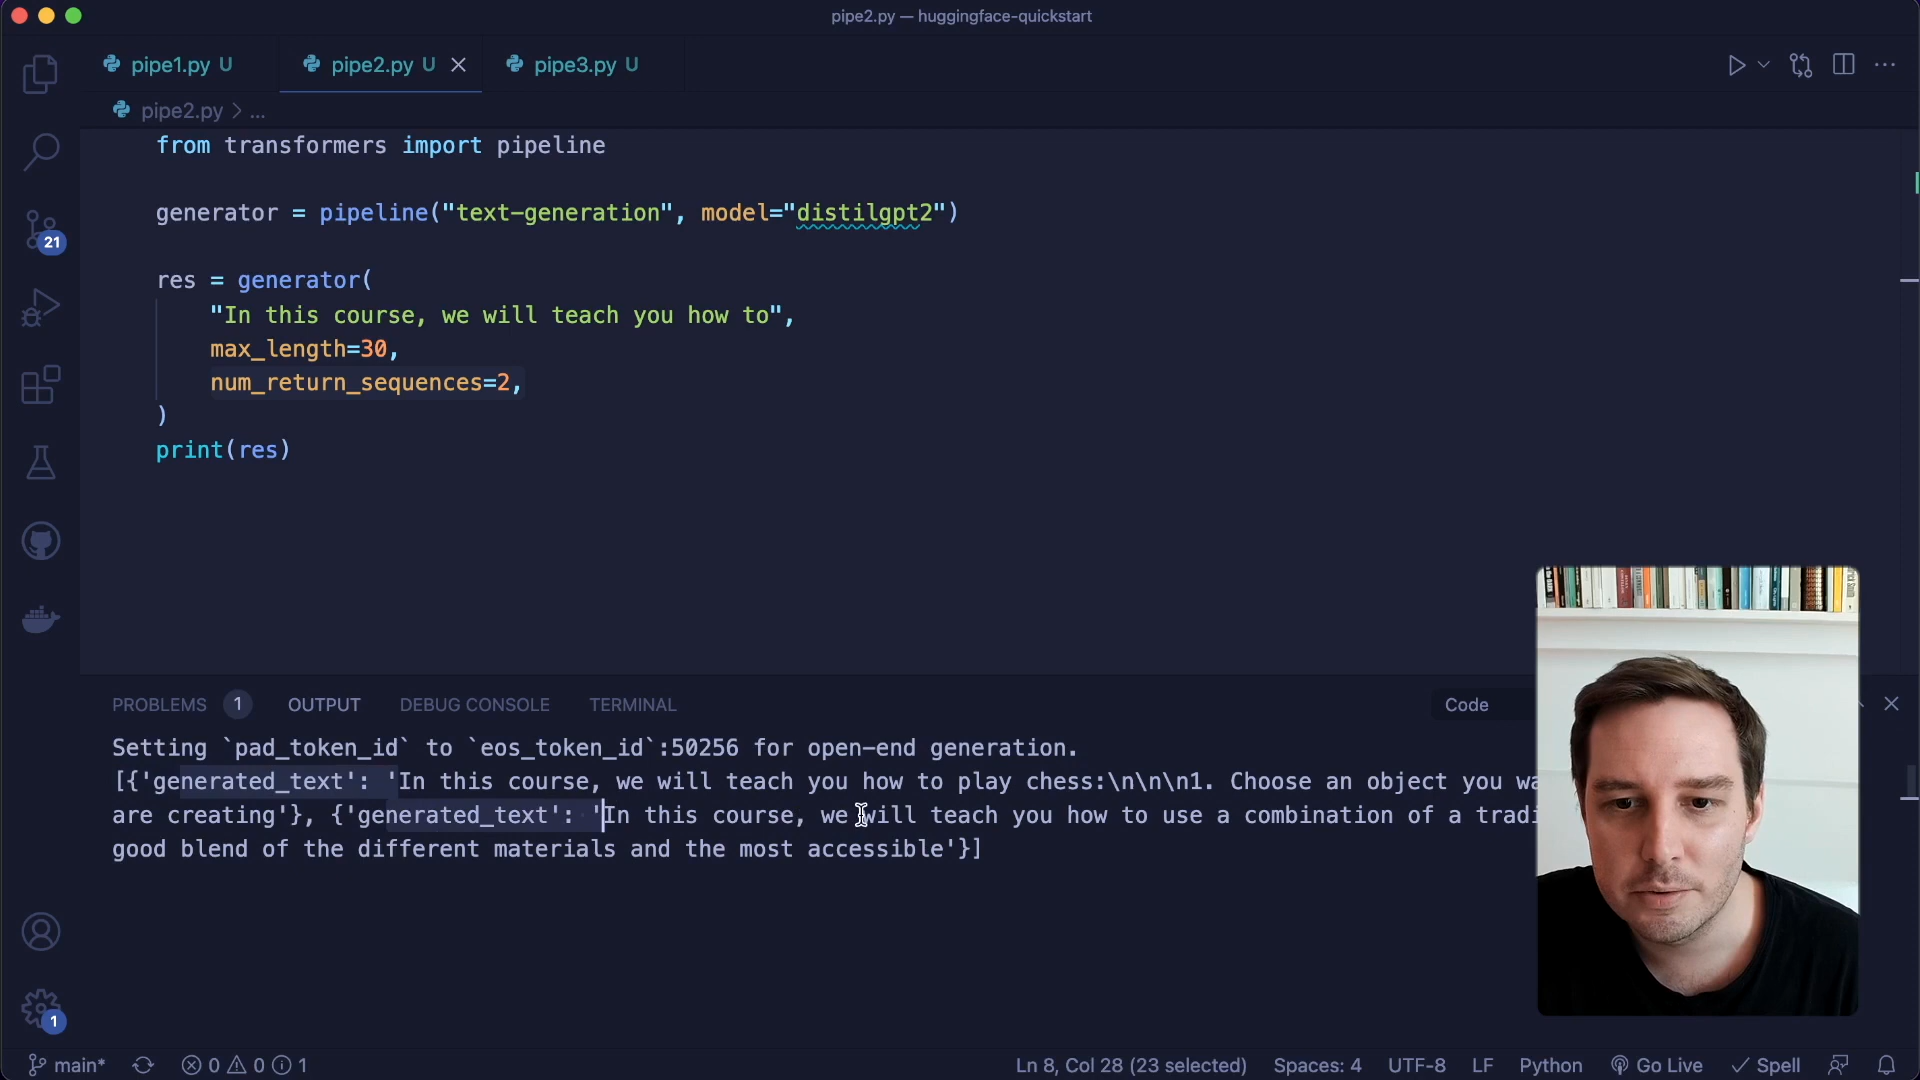 pipe2.py — huggingface-quickstart
pipe1.py U
pipe2.py U
pipe3.py U
pipe2.py > ...
from transformers import pipeline
generator = pipeline("text-generation", model="distilgpt2")
res = generator(
"In this course, we will teach you how to",
max_length=30,
num_return_sequences=2,
)
print(res)
21
PROBLEMS 1 OUTPUT DEBUG CONSOLE TERMINAL Code
Setting `pad_token_id` to `eos_token_id`:50256 for open-end generation.
[{'generated_text': 'In this course, we will teach you how to play chess:\n\n\n1. Choose an object you wa
are creating'}, {'generated_text': 'In this course, we will teach you how to use a combination of a tradi
good blend of the different materials and the most accessible'}]
1
main* 0 0 1 Ln 8, Col 28 (23 selected) Spaces: 4 UTF-8 LF Python Go Live Spell